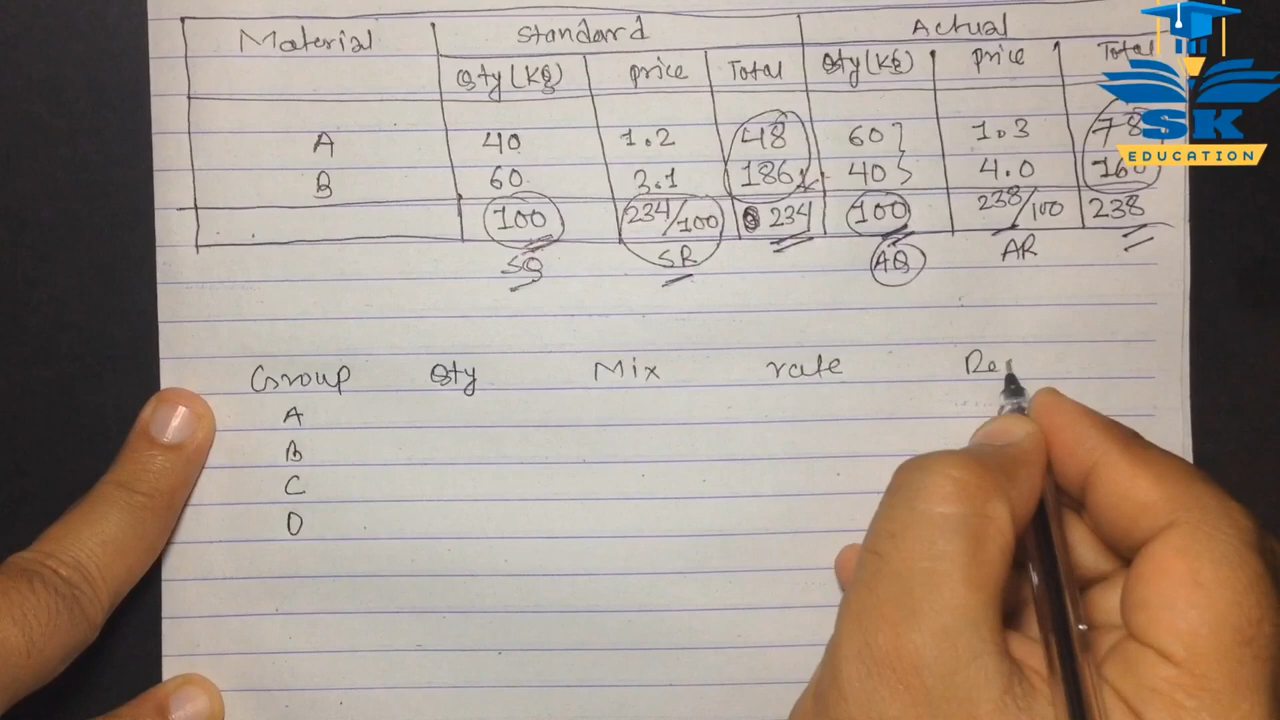 Material Standard Actual
Qty (KG) price Total Qty (KG) price Total
A 40 1.2 48 60 1.3 78
B 60 3.1 186 40 4.0 160
100 234/100 234 100 238/100 238
SQ SR AQ AR
SK
EDUCATION
Group Qty Mix rate Re
A
B
C
D